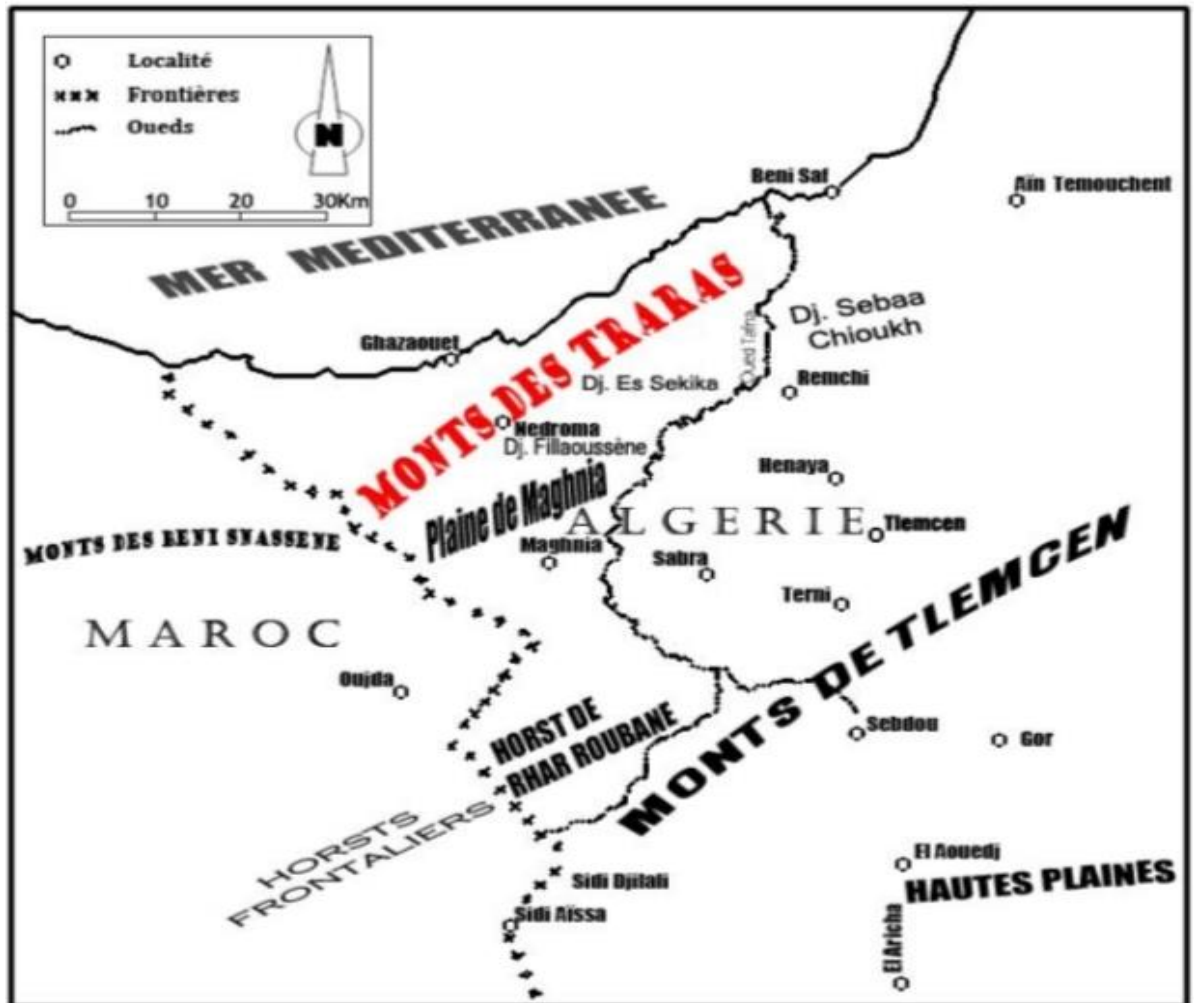 Localité
Frontières
Oueds
N
0 10 20 30Km
Beni Saf
Aïn Temouchent
MER MEDITERRANEE
MONTS DES TRARAS
Dj. Sebaa
Chioukh
Oued Tafna
Ghazaouet
Dj. Es Sekika
Remchi
Nedroma
Dj. Fillaoussène
Henaya
Plaine de Maghnia
ALGERIE
Tlemcen
MONTS DES BENI SNASSENE
Maghnia
Sabra
Terni
MONTS DE TLEMCEN
MAROC
Oujda
HORST DE
RHAR ROUBANE
Sebdou
Gor
HORSTS
FRONTALIERS
El Aouedj
HAUTES PLAINES
Sidi Djilali
Sidi Aïssa
El Aricha